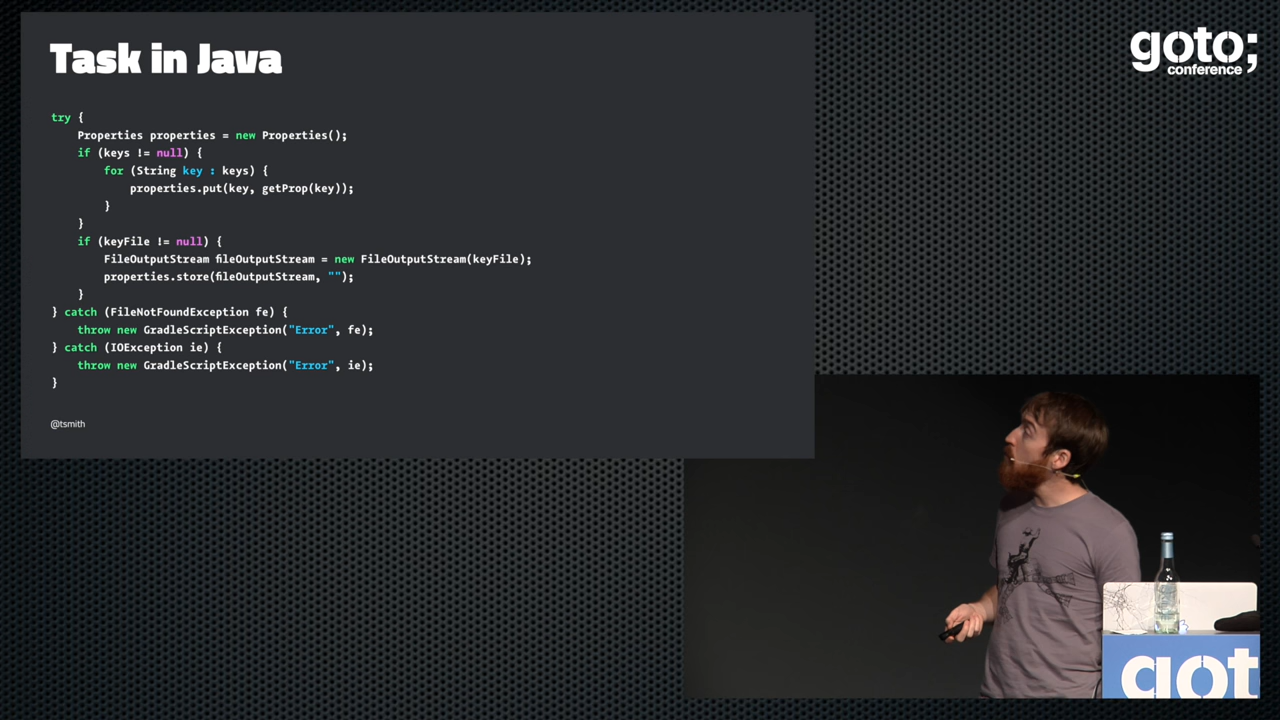 Task in Java
try {
    Properties properties = new Properties();
    if (keys != null) {
        for (String key : keys) {
            properties.put(key, getProp(key));
        }
    }
    if (keyFile != null) {
        FileOutputStream fileOutputStream = new FileOutputStream(keyFile);
        properties.store(fileOutputStream, "");
    }
} catch (FileNotFoundException fe) {
    throw new GradleScriptException("Error", fe);
} catch (IOException ie) {
    throw new GradleScriptException("Error", ie);
}
@tsmith
goto;
conference
got